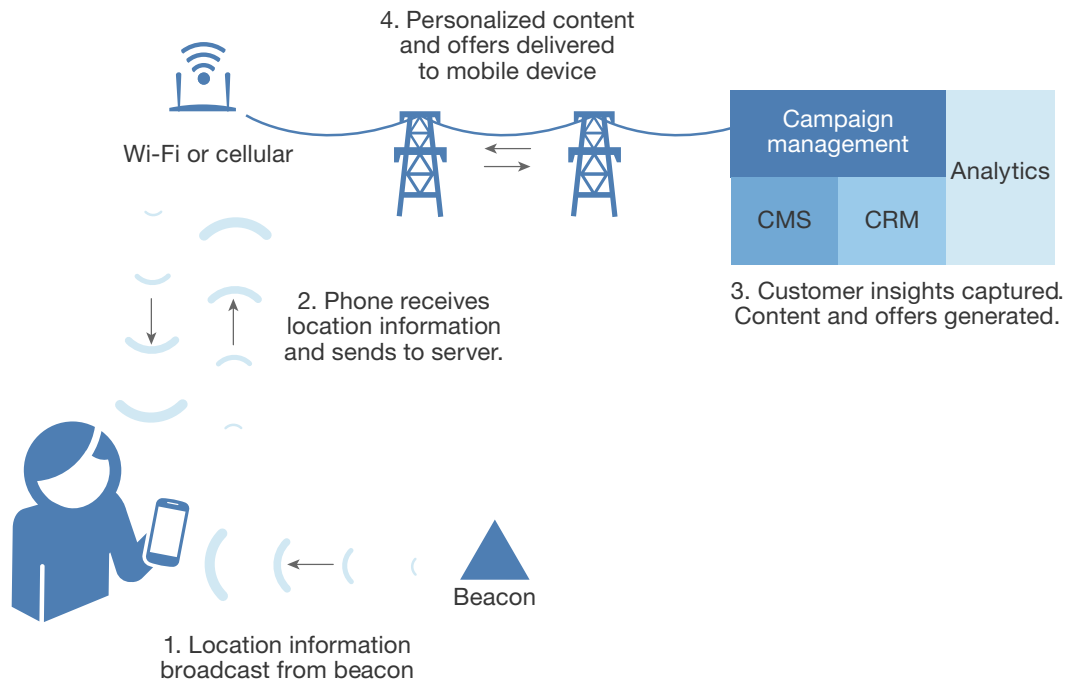 4. Personalized content
and offers delivered
to mobile device
Wi-Fi or cellular
Campaign
management
Analytics
CMS
CRM
3. Customer insights captured.
Content and offers generated.
2. Phone receives
location information
and sends to server.
Beacon
1. Location information
broadcast from beacon